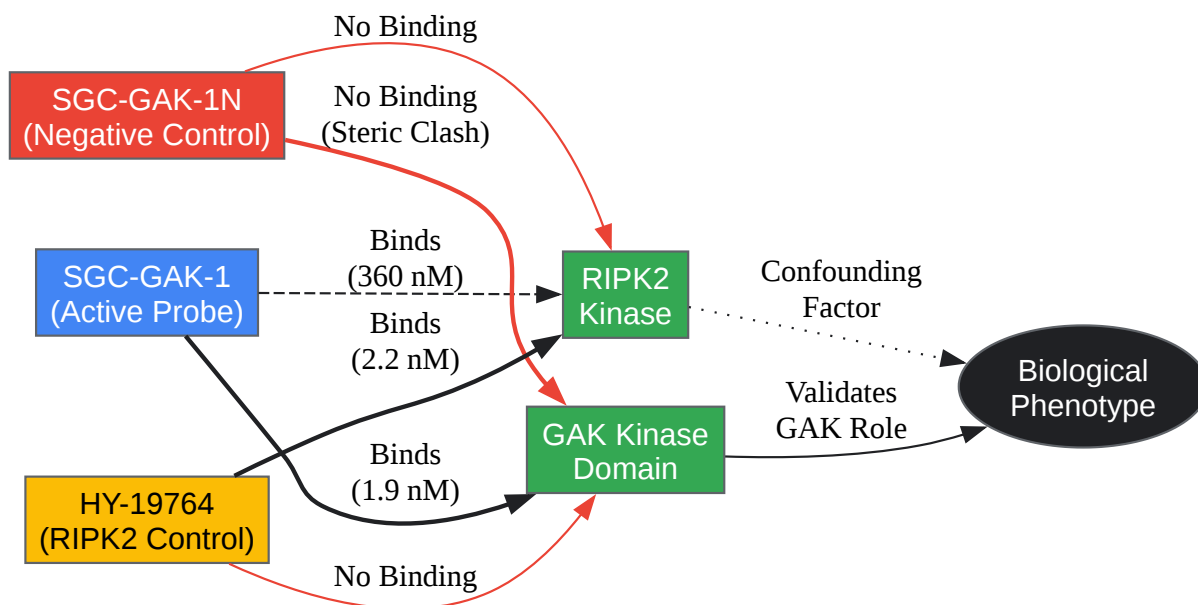 No Binding
SGC-GAK-1N
(Negative Control)
No Binding
(Steric Clash)
SGC-GAK-1
(Active Probe)
Binds
(360 nM)
RIPK2
Kinase
Confounding
Factor
Binds
(2.2 nM)
Biological
Phenotype
Validates
GAK Role
GAK Kinase
Domain
Binds
(1.9 nM)
HY-19764
(RIPK2 Control)
No Binding